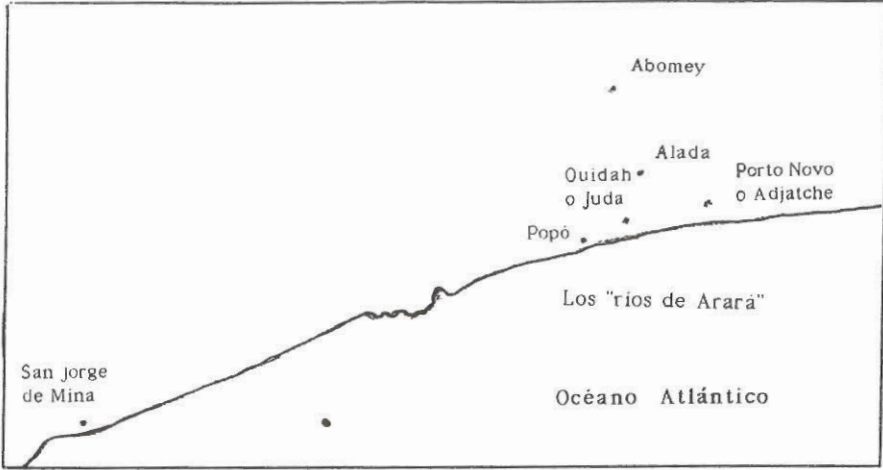 Abomey
Alada
Ouidah
o Juda
Porto Novo
o Adjatche
Popó
Los "ríos de Arará"
San Jorge
de Mina
Océano Atlántico